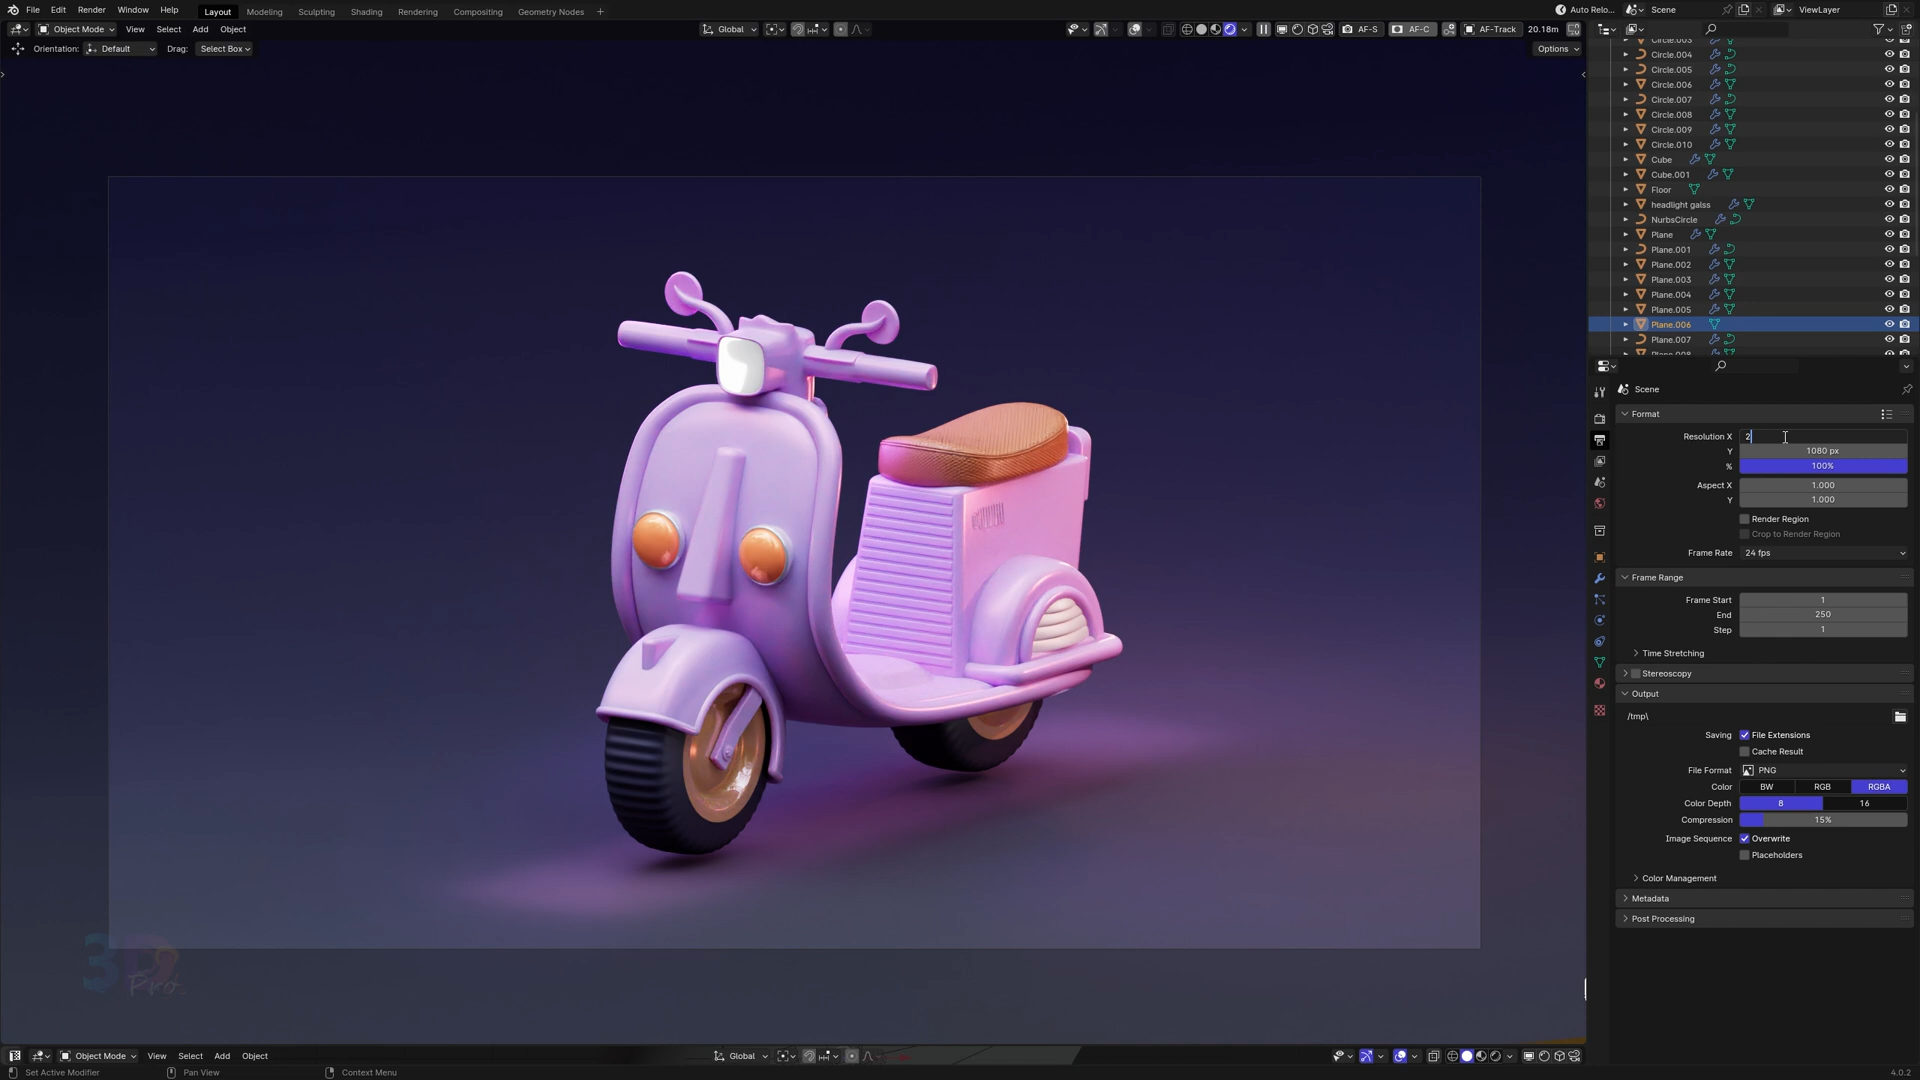 File Edit Render Window Help Layout Modeling Sculpting Shading Rendering Compositing Geometry Nodes + Auto Relo... Scene ViewLayer
Object Mode View Select Add Object Global AF-S AF-C AF-Track 20.18m
Orientation: Default Drag: Select Box Options
Circle.003
Circle.004
Circle.005
Circle.006
Circle.007
Circle.008
Circle.009
Circle.010
Cube
Cube.001
Floor
headlight galss
NurbsCircle
Plane
Plane.001
Plane.002
Plane.003
Plane.004
Plane.005
Plane.006
Plane.007
Plane.008
Scene
Format
Resolution X 2
Y 1080 px
% 100%
Aspect X 1.000
Y 1.000
Render Region
Crop to Render Region
Frame Rate 24 fps
Frame Range
Frame Start 1
End 250
Step 1
Time Stretching
Stereoscopy
Output
/tmp\
Saving File Extensions
Cache Result
File Format PNG
Color BW RGB RGBA
Color Depth 8 16
Compression 15%
Image Sequence Overwrite
Placeholders
Color Management
Metadata
Post Processing
3D
Pro
Object Mode View Select Add Object Global
Set Active Modifier Pan View Context Menu 4.0.2